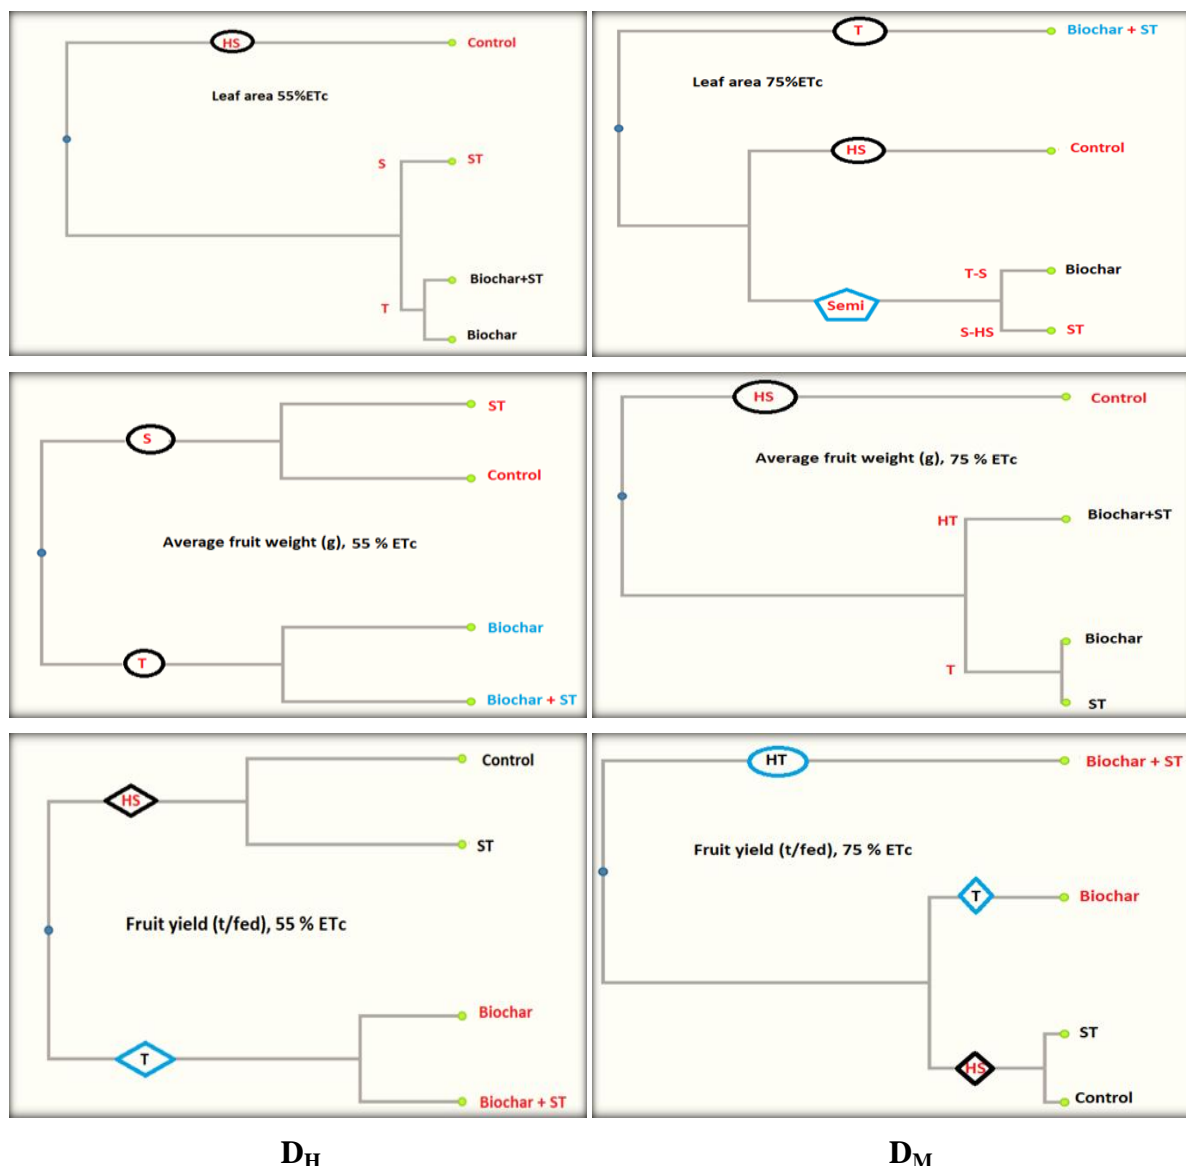 HS
Control
Leaf area 55%ETc
S
ST
Biochar+ST
T
Biochar
T
Biochar + ST
Leaf area 75%ETc
HS
Control
T-S
Biochar
Semi
S-HS
ST
ST
S
Control
Average fruit weight (g), 55 % ETc
Biochar
T
Biochar + ST
HS
Control
Average fruit weight (g), 75 % ETc
HT
Biochar+ST
Biochar
T
ST
Control
HS
ST
Fruit yield (t/fed), 55 % ETc
Biochar
T
Biochar + ST
HT
Biochar + ST
Fruit yield (t/fed), 75 % ETc
T
Biochar
ST
HS
Control
DH
DM